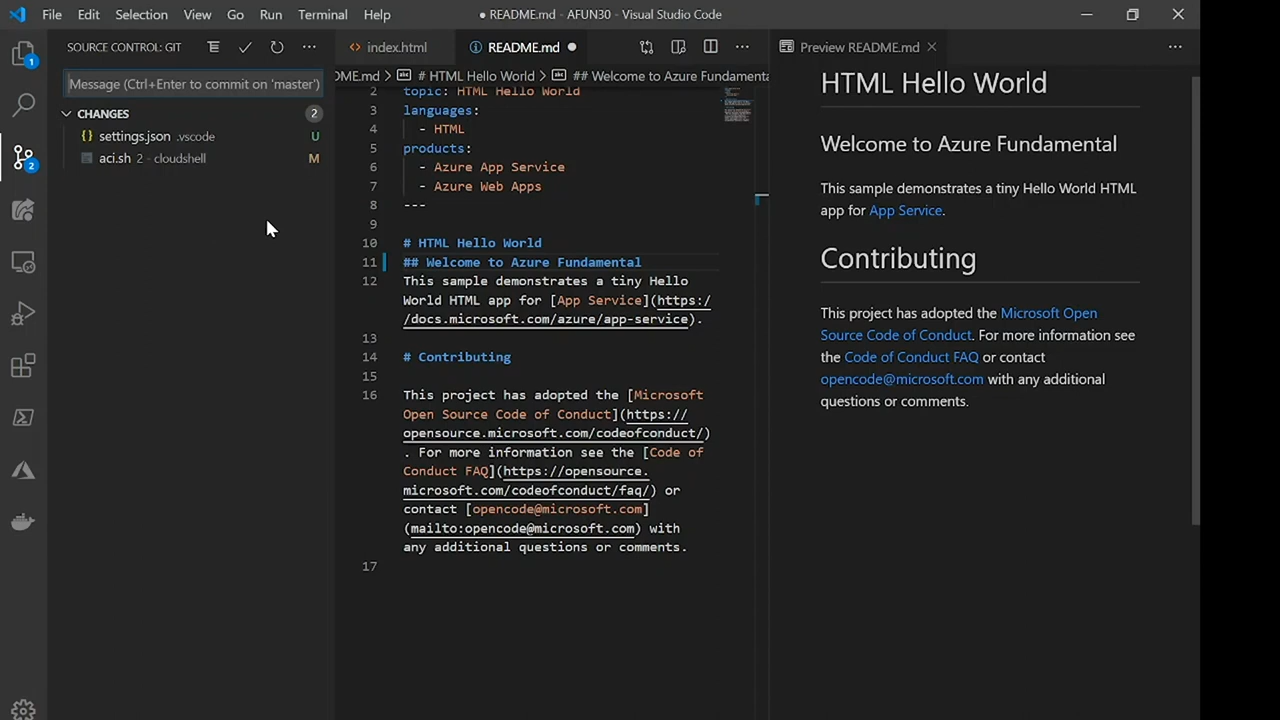 File Edit Selection View Go Run Terminal Help
● README.md - AFUN30 - Visual Studio Code
SOURCE CONTROL: GIT
Message (Ctrl+Enter to commit on 'master')
CHANGES 2
settings.json .vscode U
aci.sh 2 - cloudshell M
1
2
index.html
README.md
DME.md > # HTML Hello World > ## Welcome to Azure Fundamenta
2 topic: HTML Hello World
3 languages:
4 - HTML
5 products:
6 - Azure App Service
7 - Azure Web Apps
8 ---
9
10 # HTML Hello World
11 ## Welcome to Azure Fundamental
12 This sample demonstrates a tiny Hello
World HTML app for [App Service](https:/
/docs.microsoft.com/azure/app-service).
13
14 # Contributing
15
16 This project has adopted the [Microsoft
Open Source Code of Conduct](https://
opensource.microsoft.com/codeofconduct/)
. For more information see the [Code of
Conduct FAQ](https://opensource.
microsoft.com/codeofconduct/faq/) or
contact [opencode@microsoft.com]
(mailto:opencode@microsoft.com) with
any additional questions or comments.
17
Preview README.md
HTML Hello World
Welcome to Azure Fundamental
This sample demonstrates a tiny Hello World HTML
app for App Service.
Contributing
This project has adopted the Microsoft Open
Source Code of Conduct. For more information see
the Code of Conduct FAQ or contact
opencode@microsoft.com with any additional
questions or comments.